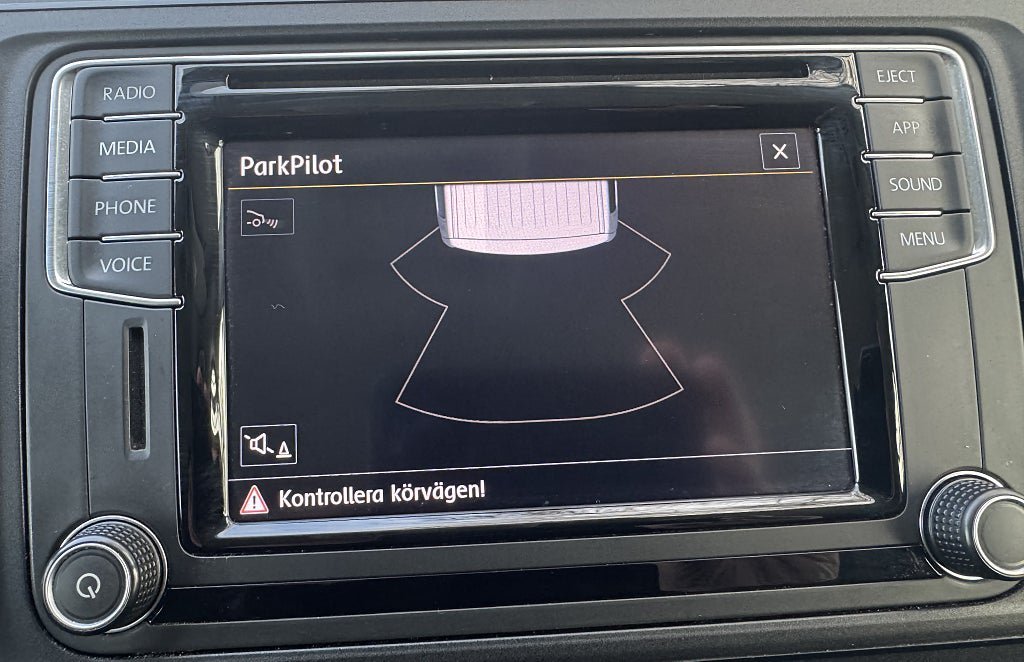 RADIO
MEDIA
PHONE
VOICE
EJECT
APP
SOUND
MENU
ParkPilot
X
Kontrollera körvägen!